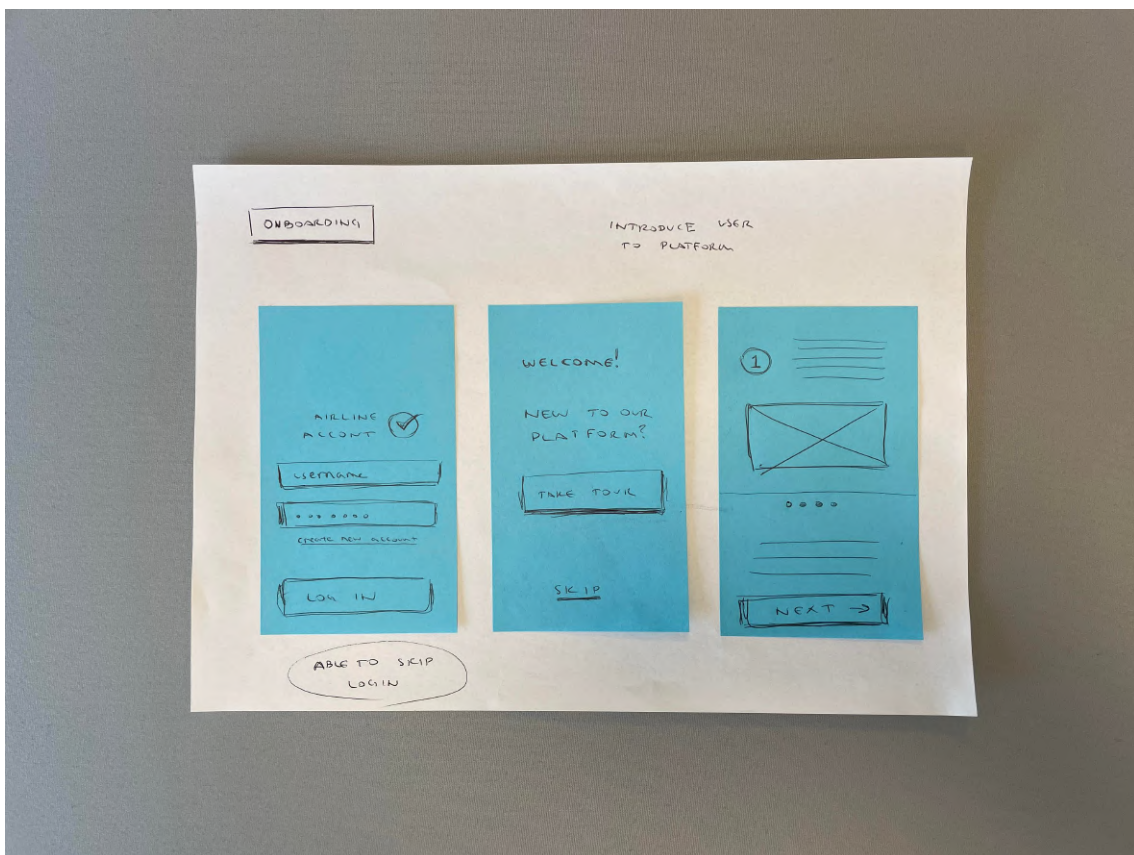 ONBOARDING
INTRODUCE USER
TO PLATFORM
AIRLINE
ACCONT
username
CREATE NEW ACCOUNT
LOG IN
ABLE TO SKIP
LOGIN
WELCOME!
NEW TO OUR
PLATFORM?
TAKE TOUR
SKIP
1
NEXT →